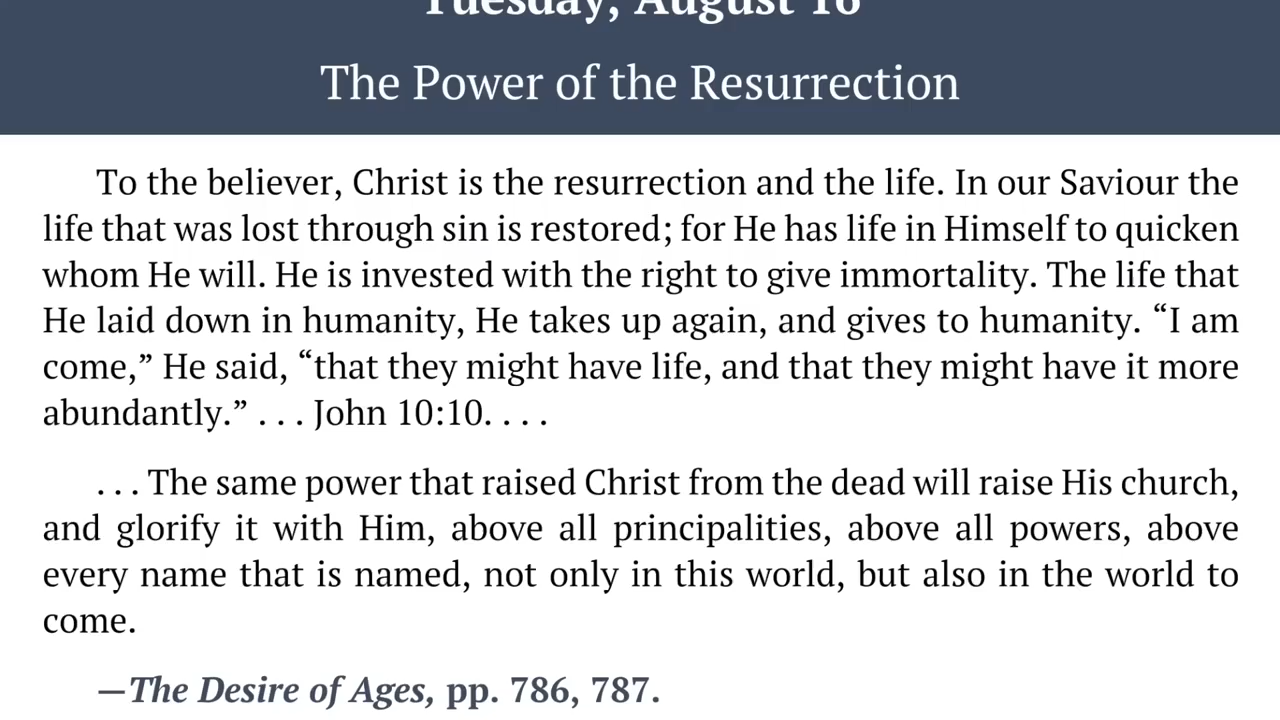 Tuesday, August 16
The Power of the Resurrection
To the believer, Christ is the resurrection and the life. In our Saviour the
life that was lost through sin is restored; for He has life in Himself to quicken
whom He will. He is invested with the right to give immortality. The life that
He laid down in humanity, He takes up again, and gives to humanity. “I am
come,” He said, “that they might have life, and that they might have it more
abundantly.” . . . John 10:10. . . .
. . . The same power that raised Christ from the dead will raise His church,
and glorify it with Him, above all principalities, above all powers, above
every name that is named, not only in this world, but also in the world to
come.
—The Desire of Ages, pp. 786, 787.